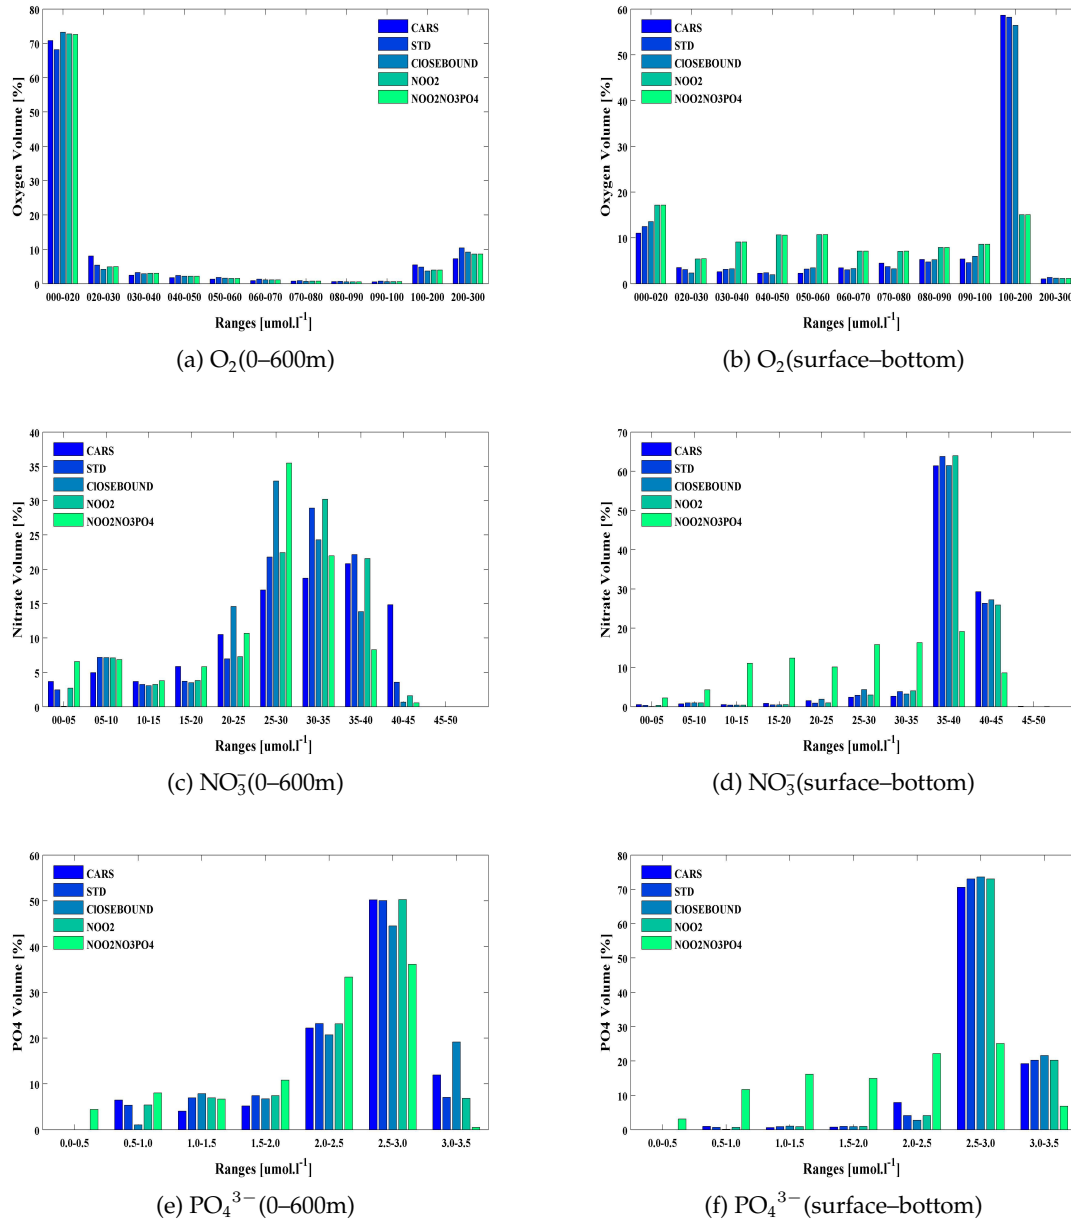 80
70
60
50
40
30
20
10
0
Oxygen Volume [%]
CARS
STD
ClOSEBOUND
NOO2
NOO2NO3PO4
000-020 020-030 030-040 040-050 050-060 060-070 070-080 080-090 090-100 100-200 200-300
Ranges [umol.l⁻¹]
(a) O₂(0–600m)
60
50
40
30
20
10
0
Oxygen Volume [%]
CARS
STD
ClOSEBOUND
NOO2
NOO2NO3PO4
000-020 020-030 030-040 040-050 050-060 060-070 070-080 080-090 090-100 100-200 200-300
Ranges [umol.l⁻¹]
(b) O₂(surface–bottom)
40
35
30
25
20
15
10
5
0
Nitrate Volume [%]
CARS
STD
ClOSEBOUND
NOO2
NOO2NO3PO4
00-05 05-10 10-15 15-20 20-25 25-30 30-35 35-40 40-45 45-50
Ranges [umol.l⁻¹]
(c) NO₃⁻(0–600m)
70
60
50
40
30
20
10
0
Nitrate Volume [%]
CARS
STD
ClOSEBOUND
NOO2
NOO2NO3PO4
00-05 05-10 10-15 15-20 20-25 25-30 30-35 35-40 40-45 45-50
Ranges [umol.l⁻¹]
(d) NO₃⁻(surface–bottom)
60
50
40
30
20
10
0
PO4 Volume [%]
CARS
STD
ClOSEBOUND
NOO2
NOO2NO3PO4
0.0-0.5 0.5-1.0 1.0-1.5 1.5-2.0 2.0-2.5 2.5-3.0 3.0-3.5
Ranges [umol.l⁻¹]
(e) PO₄³⁻(0–600m)
80
70
60
50
40
30
20
10
0
PO4 Volume [%]
CARS
STD
ClOSEBOUND
NOO2
NOO2NO3PO4
0.0-0.5 0.5-1.0 1.0-1.5 1.5-2.0 2.0-2.5 2.5-3.0 3.0-3.5
Ranges [umol.l⁻¹]
(f) PO₄³⁻(surface–bottom)